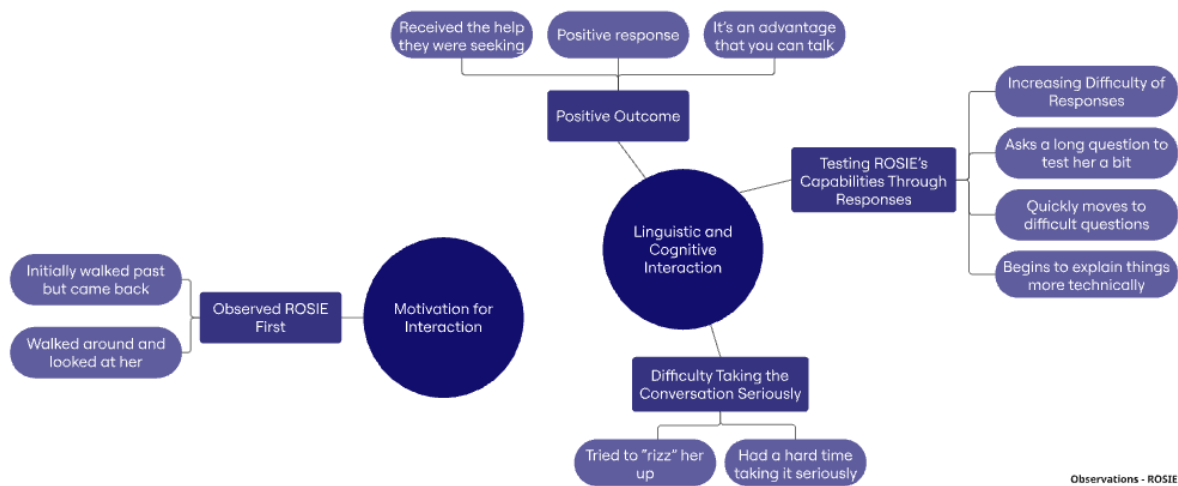 Received the help
they were seeking
Positive response
It's an advantage
that you can talk
Positive Outcome
Increasing Difficulty of
Responses
Asks a long question to
test her a bit
Quickly moves to
difficult questions
Begins to explain things
more technically
Testing ROSIE's
Capabilities Through
Responses
Linguistic and
Cognitive
Interaction
Initially walked past
but came back
Walked around and
looked at her
Observed ROSIE
First
Motivation for
Interaction
Difficulty Taking the
Conversation Seriously
Tried to "rizz" her
up
Had a hard time
taking it seriously
Observations - ROSIE